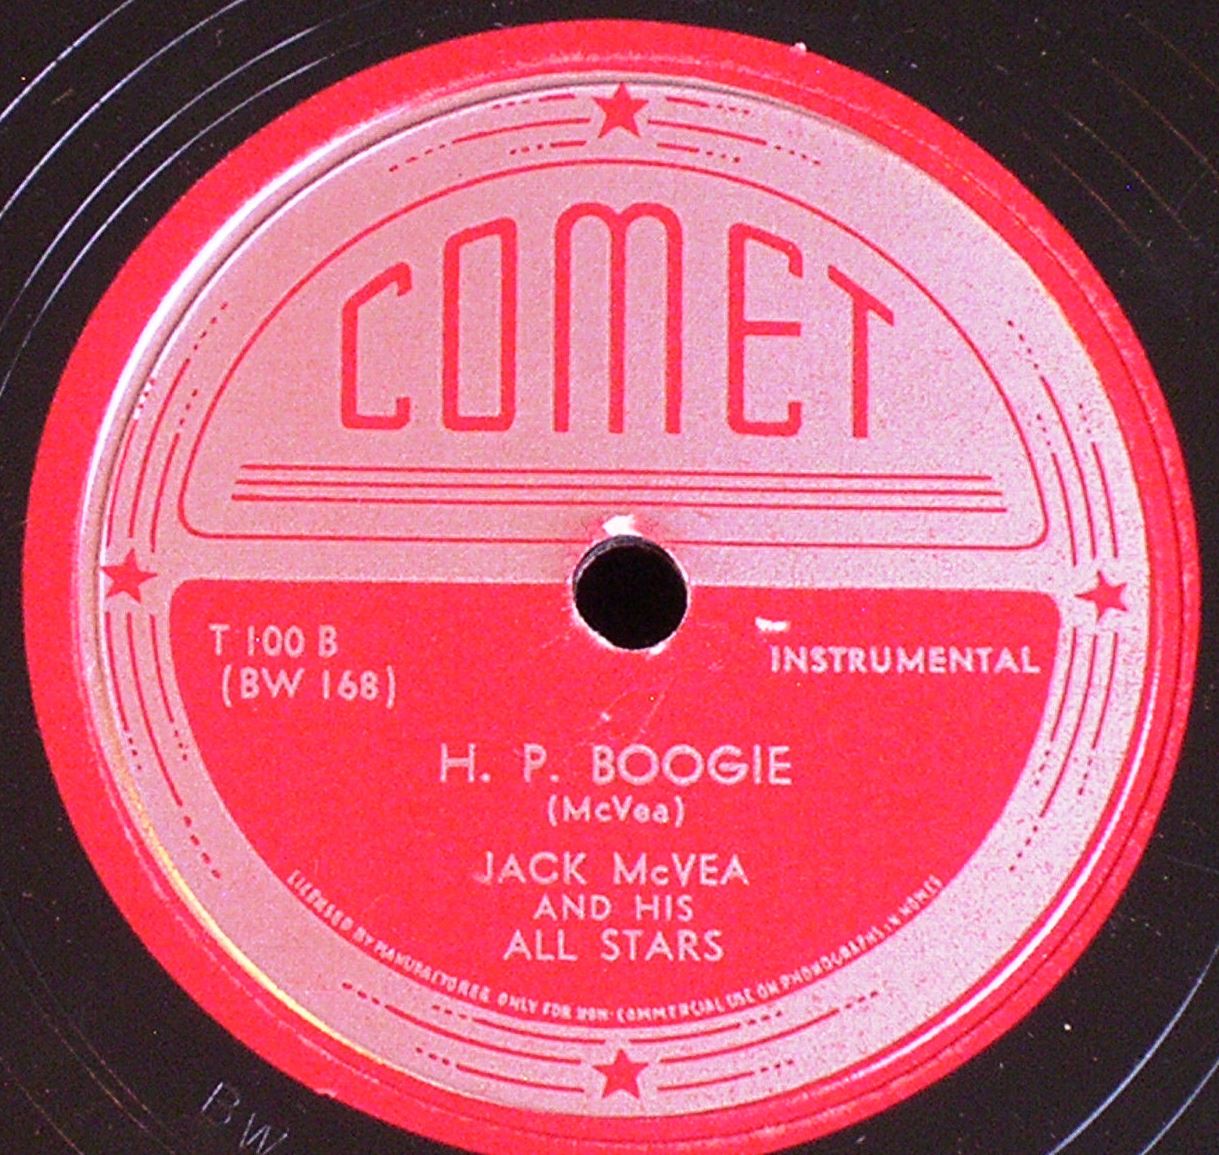 COMET
T 100 B
(BW 168)
INSTRUMENTAL
H. P. BOOGIE
(McVea)
JACK McVEA
AND HIS
ALL STARS
LICENSED BY MANUFACTURER ONLY FOR NON-COMMERCIAL USE ON PHONOGRAPHS IN HOMES
BW